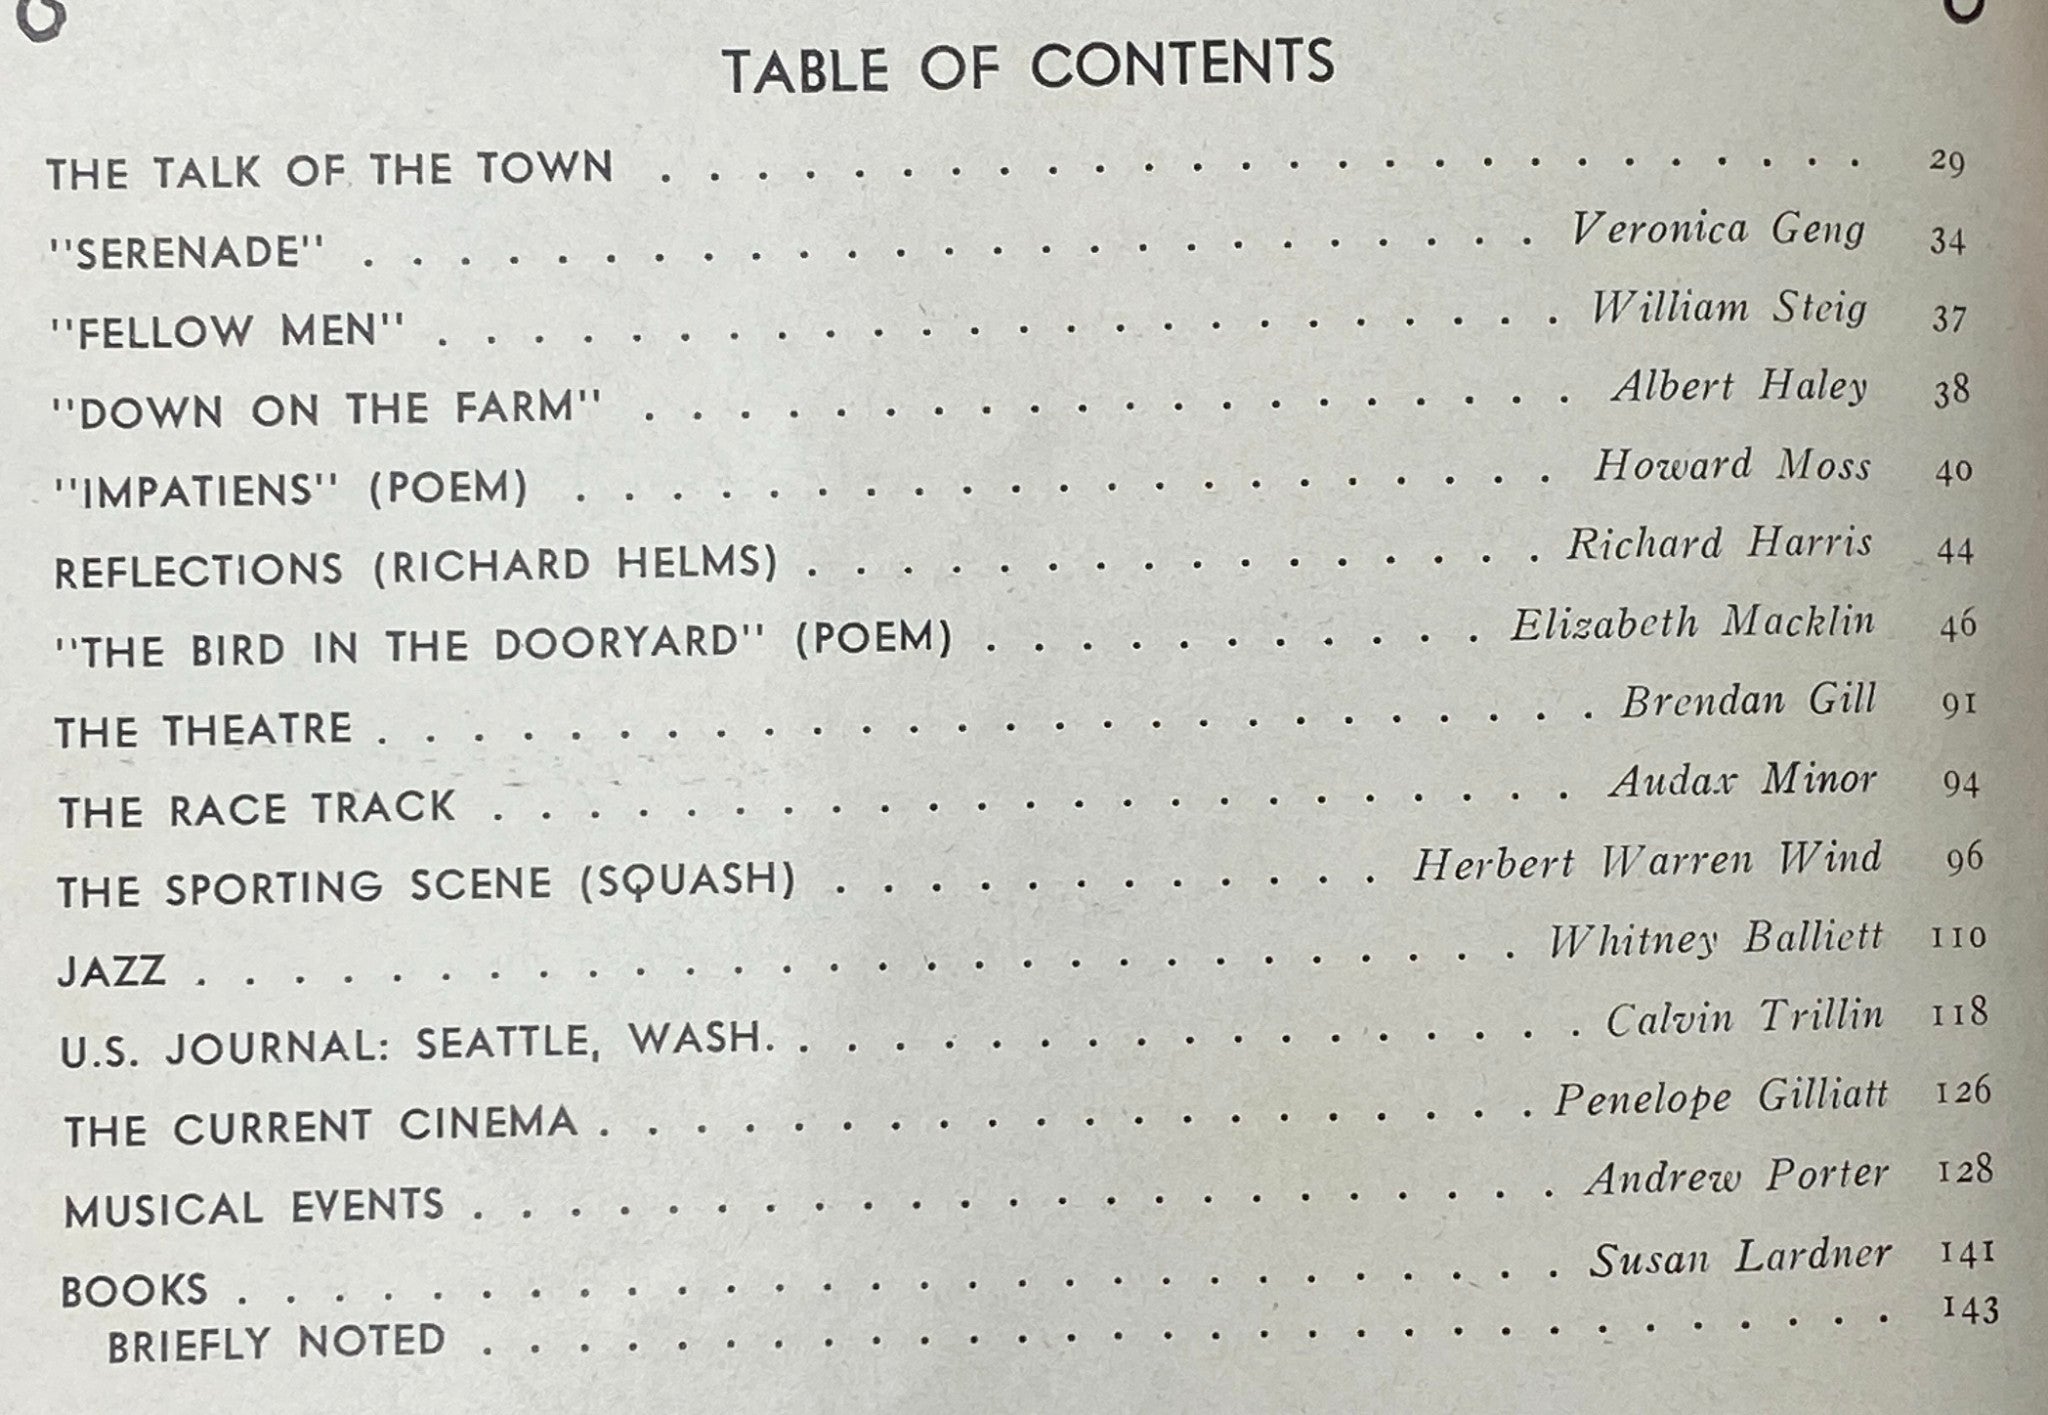 TABLE OF CONTENTS
THE TALK OF THE TOWN . . . . . . . . . . . . . . . . . . . . . . . . . 29
"SERENADE" . . . . . . . . . . . . . . . . . . . . . . . . . Veronica Geng 34
"FELLOW MEN" . . . . . . . . . . . . . . . . . . . . . . . . William Steig 37
"DOWN ON THE FARM" . . . . . . . . . . . . . . . . . . . . Albert Haley 38
"IMPATIENS" (POEM) . . . . . . . . . . . . . . . . . . . . . Howard Moss 40
REFLECTIONS (RICHARD HELMS) . . . . . . . . . . . . . . . . Richard Harris 44
"THE BIRD IN THE DOORYARD" (POEM) . . . . . . . . . . . Elizabeth Macklin 46
THE THEATRE . . . . . . . . . . . . . . . . . . . . . . . . . . Brendan Gill 91
THE RACE TRACK . . . . . . . . . . . . . . . . . . . . . . . Audax Minor 94
THE SPORTING SCENE (SQUASH) . . . . . . . . . . . . Herbert Warren Wind 96
JAZZ . . . . . . . . . . . . . . . . . . . . . . . . . . . . Whitney Balliett 110
U.S. JOURNAL: SEATTLE, WASH. . . . . . . . . . . . . . . . . . Calvin Trillin 118
THE CURRENT CINEMA . . . . . . . . . . . . . . . . . . . . Penelope Gilliatt 126
MUSICAL EVENTS . . . . . . . . . . . . . . . . . . . . . . . Andrew Porter 128
BOOKS . . . . . . . . . . . . . . . . . . . . . . . . . . . . Susan Lardner 141
BRIEFLY NOTED . . . . . . . . . . . . . . . . . . . . . . . . . . . . . . 143